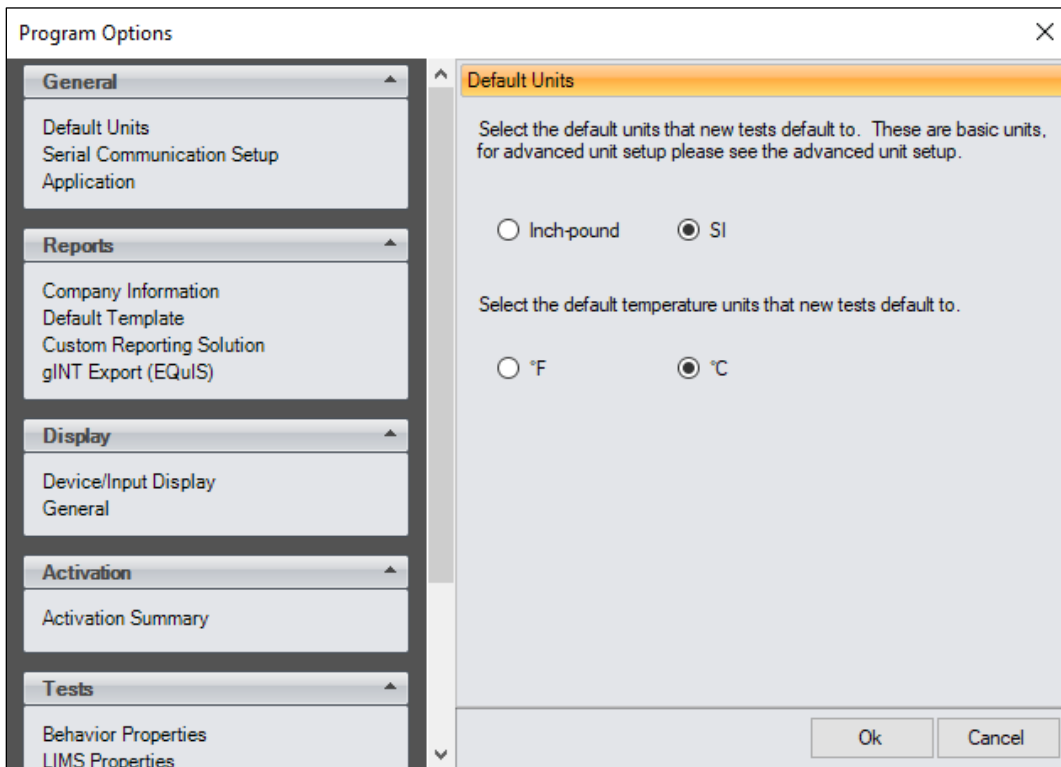 Program Options
General
Default Units
Serial Communication Setup
Application
Reports
Company Information
Default Template
Custom Reporting Solution
gINT Export (EQuIS)
Display
Device/Input Display
General
Activation
Activation Summary
Tests
Behavior Properties
LIMS Properties
Default Units
Select the default units that new tests default to.  These are basic units,
for advanced unit setup please see the advanced unit setup.
Inch-pound SI
Select the default temperature units that new tests default to.
°F °C
Ok Cancel